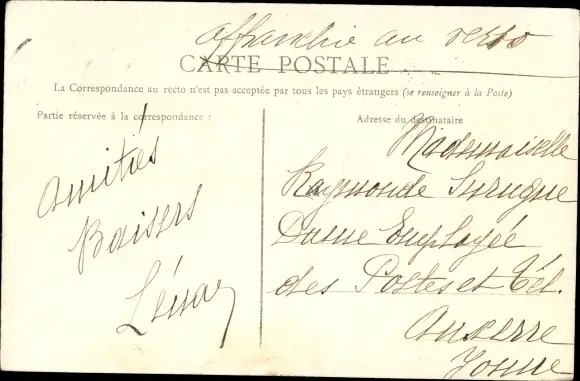 affranchie au verso
CARTE POSTALE
La Correspondance au recto n'est pas acceptée par tous les pays étrangers (se renseigner à la Poste)
Partie réservée à la correspondance :
Adresse du destinataire
Amitiés
Baisers
Mademoiselle
Raymonde Surugue
Dame Employée
des Postes et Tél.
Auxerre
Yonne